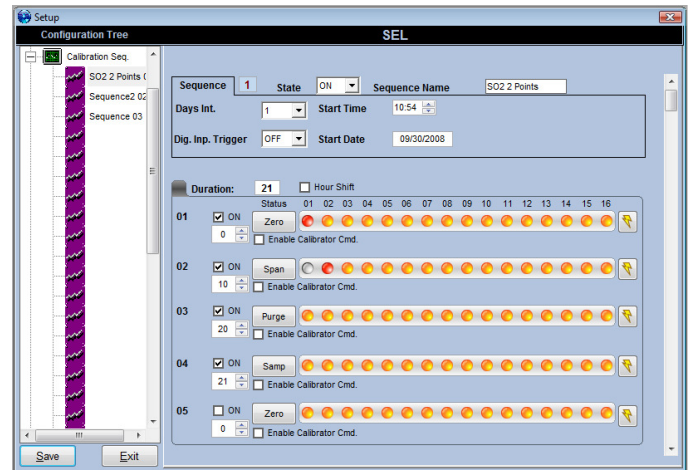 Setup
Configuration Tree SEL
Calibration Seq.
SO2 2 Points (
Sequence2 02
Sequence 03
Sequence 1 State ON Sequence Name SO2 2 Points
Days Int. 1 Start Time 10:54
Dig. Inp. Trigger OFF Start Date 09/30/2008
Duration: 21 Hour Shift
Status 01 02 03 04 05 06 07 08 09 10 11 12 13 14 15 16
01 ON Zero
0 Enable Calibrator Cmd.
02 ON Span
10 Enable Calibrator Cmd.
03 ON Purge
20 Enable Calibrator Cmd.
04 ON Samp
21 Enable Calibrator Cmd.
05 ON Zero
0 Enable Calibrator Cmd.
Save Exit